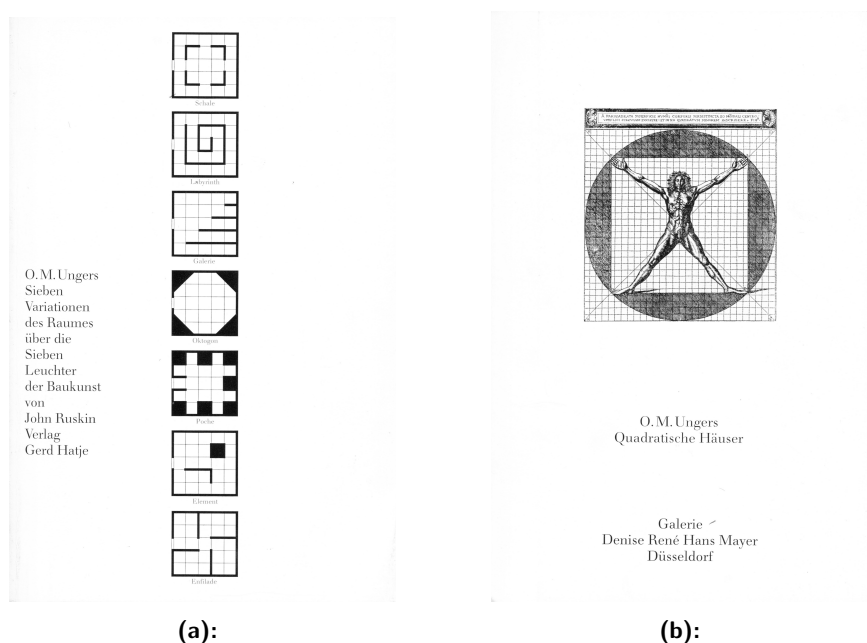 Schale
Labyrinth
Galerie
Oktogon
Poche
Element
Enfilade
O.M.Ungers
Sieben
Variationen
des Raumes
über die
Sieben
Leuchter
der Baukunst
von
John Ruskin
Verlag
Gerd Hatje
(a):
O.M.Ungers
Quadratische Häuser
Galerie
Denise René Hans Mayer
Düsseldorf
(b):